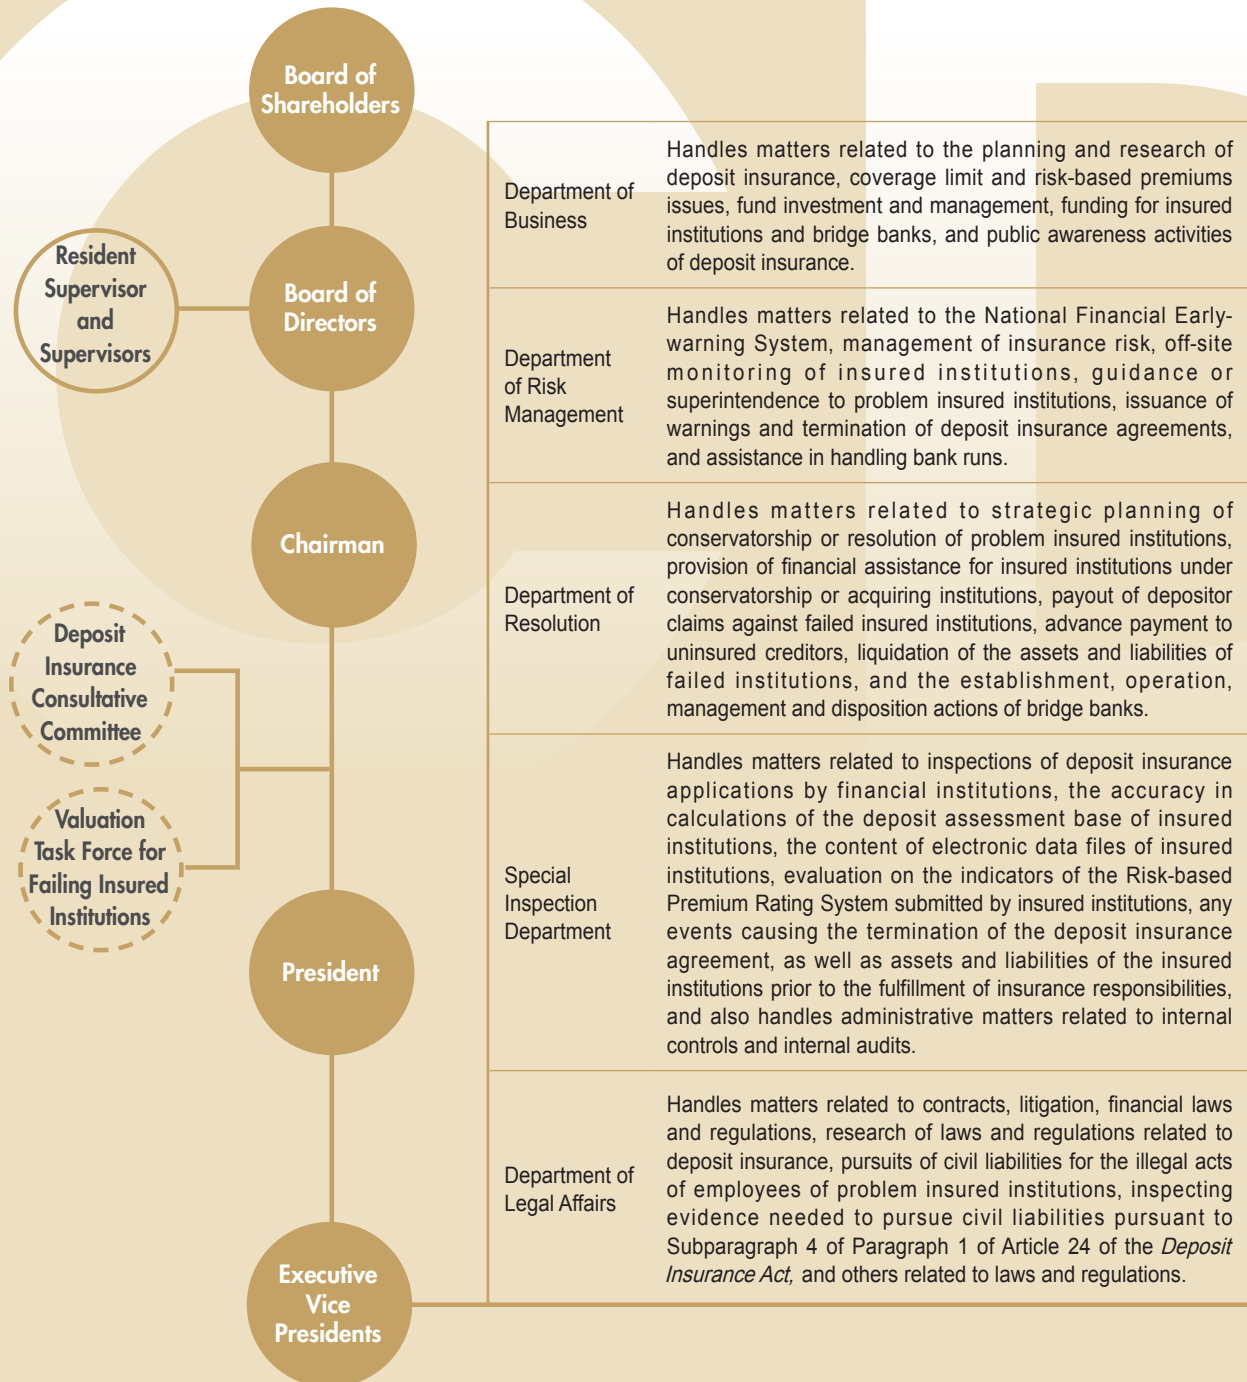 Board of
Shareholders
Resident
Supervisor
and
Supervisors
Board of
Directors
Chairman
Deposit
Insurance
Consultative
Committee
Valuation
Task Force for
Failing Insured
Institutions
President
Executive
Vice
Presidents
Department of
Business
Handles matters related to the planning and research of
deposit insurance, coverage limit and risk-based premiums
issues, fund investment and management, funding for insured
institutions and bridge banks, and public awareness activities
of deposit insurance.
Department
of Risk
Management
Handles matters related to the National Financial Early-
warning System, management of insurance risk, off-site
monitoring of insured institutions, guidance or
superintendence to problem insured institutions, issuance of
warnings and termination of deposit insurance agreements,
and assistance in handling bank runs.
Department of
Resolution
Handles matters related to strategic planning of
conservatorship or resolution of problem insured institutions,
provision of financial assistance for insured institutions under
conservatorship or acquiring institutions, payout of depositor
claims against failed insured institutions, advance payment to
uninsured creditors, liquidation of the assets and liabilities of
failed institutions, and the establishment, operation,
management and disposition actions of bridge banks.
Special
Inspection
Department
Handles matters related to inspections of deposit insurance
applications by financial institutions, the accuracy in
calculations of the deposit assessment base of insured
institutions, the content of electronic data files of insured
institutions, evaluation on the indicators of the Risk-based
Premium Rating System submitted by insured institutions, any
events causing the termination of the deposit insurance
agreement, as well as assets and liabilities of the insured
institutions prior to the fulfillment of insurance responsibilities,
and also handles administrative matters related to internal
controls and internal audits.
Department of
Legal Affairs
Handles matters related to contracts, litigation, financial laws
and regulations, research of laws and regulations related to
deposit insurance, pursuits of civil liabilities for the illegal acts
of employees of problem insured institutions, inspecting
evidence needed to pursue civil liabilities pursuant to
Subparagraph 4 of Paragraph 1 of Article 24 of the Deposit
Insurance Act, and others related to laws and regulations.